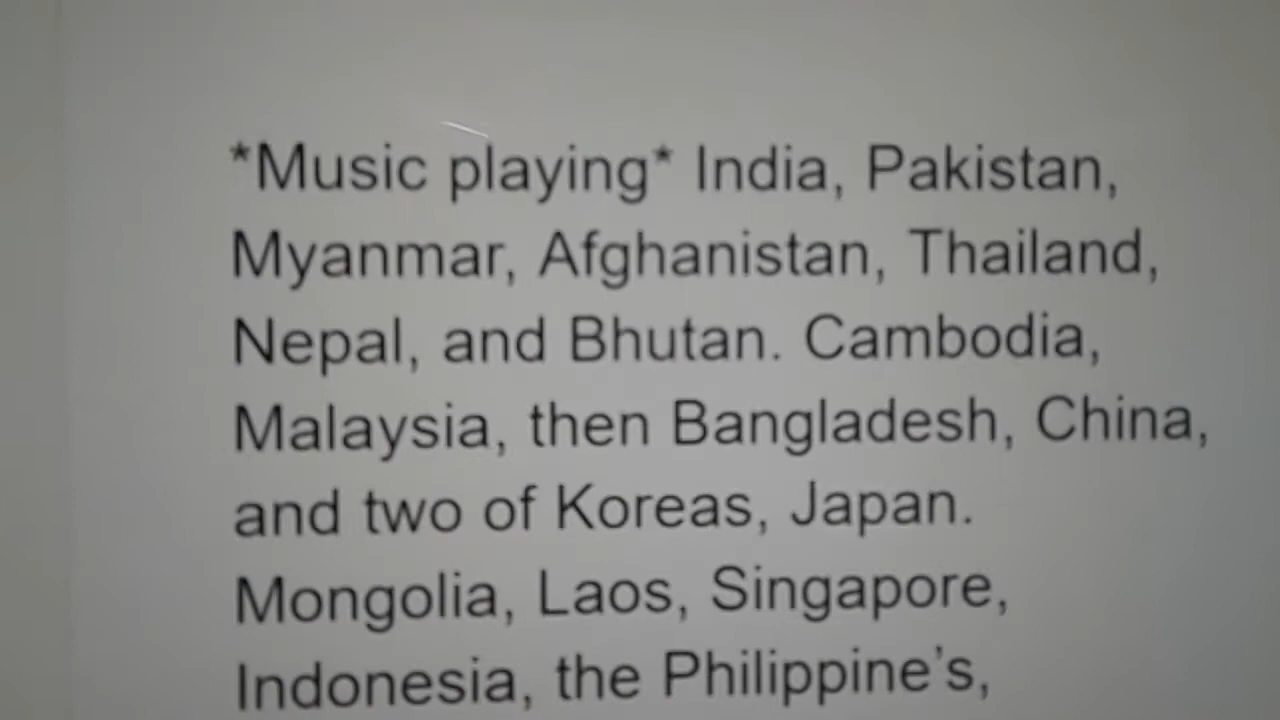 *Music playing* India, Pakistan,
Myanmar, Afghanistan, Thailand,
Nepal, and Bhutan. Cambodia,
Malaysia, then Bangladesh, China,
and two of Koreas, Japan.
Mongolia, Laos, Singapore,
Indonesia, the Philippine's,